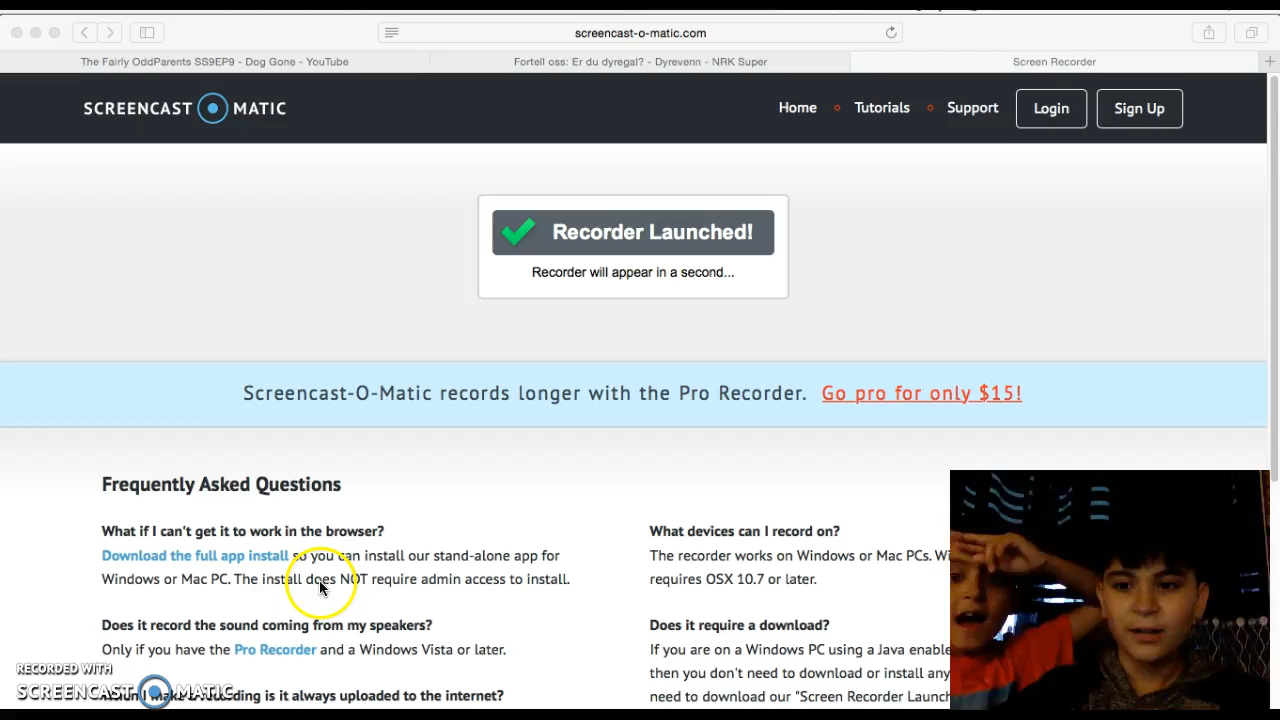 screencast-o-matic.com
The Fairly OddParents SS9EP9 - Dog Gone - YouTube
Fortell oss: Er du dyregal? - Dyrevenn - NRK Super
Screen Recorder
SCREENCAST MATIC
Home
Tutorials
Support
Login
Sign Up
Recorder Launched!
Recorder will appear in a second...
Screencast-O-Matic records longer with the Pro Recorder. Go pro for only $15!
Frequently Asked Questions
What if I can't get it to work in the browser?
Download the full app install so you can install our stand-alone app for
Windows or Mac PC. The install does NOT require admin access to install.
Does it record the sound coming from my speakers?
Only if you have the Pro Recorder and a Windows Vista or later.
recording is it always uploaded to the internet?
What devices can I record on?
The recorder works on Windows or Mac PCs.
requires OSX 10.7 or later.
Does it require a download?
If you are on a Windows PC using a Java enable
then you don't need to download or install any
need to download our "Screen Recorder Launch
RECORDED WITH
SCREENCAST MATIC